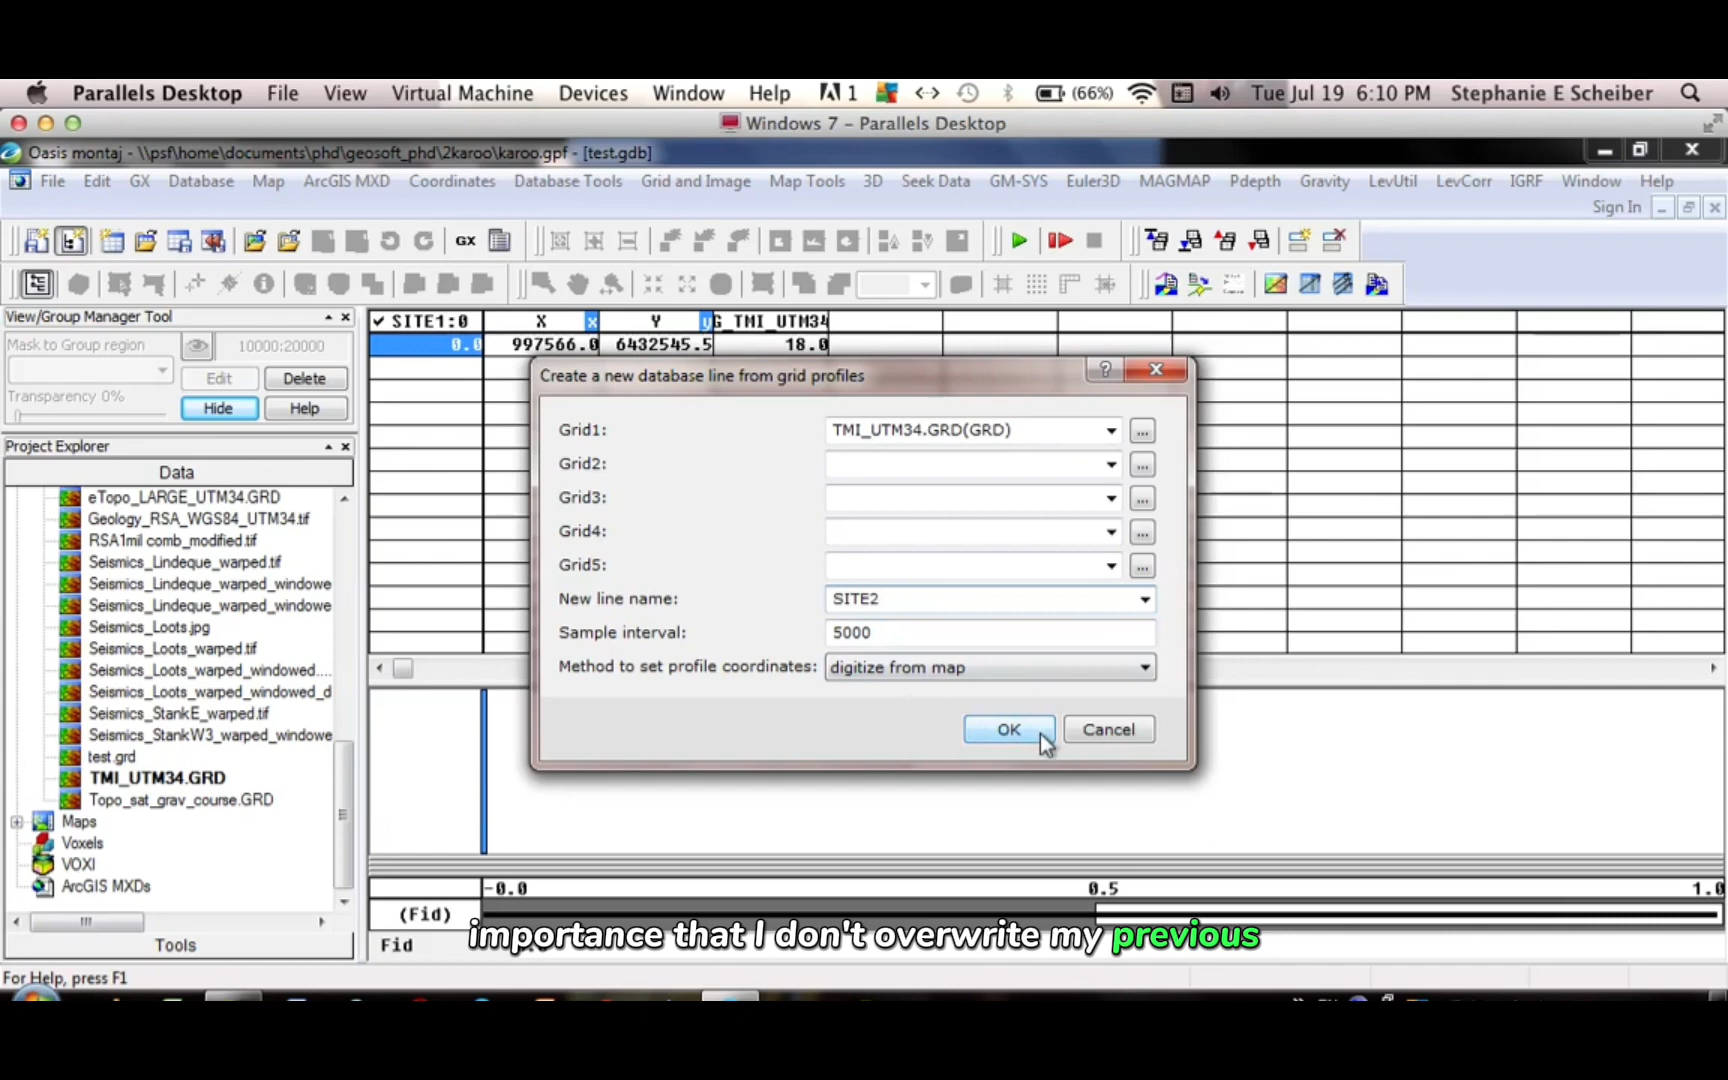 Parallels Desktop File View Virtual Machine Devices Window Help 1 (66%) Tue Jul 19 6:10 PM Stephanie E Scheiber
Windows 7 - Parallels Desktop
Oasis montaj - \\psf\home\documents\phd\geosoft_phd\2karoo\karoo.gpf - [test.gdb]
File Edit GX Database Map ArcGIS MXD Coordinates Database Tools Grid and Image Map Tools 3D Seek Data GM-SYS Euler3D MAGMAP Pdepth Gravity LevUtil LevCorr IGRF Window Help
Sign In
GX
View/Group Manager Tool
Mask to Group region
10000:20000
Edit Delete
Transparency 0%
Hide Help
Project Explorer
Data
eTopo_LARGE_UTM34.GRD
Geology_RSA_WGS84_UTM34.tif
RSA1mil comb_modified.tif
Seismics_Lindeque_warped.tif
Seismics_Lindeque_warped_windowe
Seismics_Lindeque_warped_windowe
Seismics_Loots.jpg
Seismics_Loots_warped.tif
Seismics_Loots_warped_windowed....
Seismics_Loots_warped_windowed_d
Seismics_StankE_warped.tif
Seismics_StankW3_warped_windowe
test.grd
TMI_UTM34.GRD
Topo_sat_grav_course.GRD
Maps
Voxels
VOXI
ArcGIS MXDs
Tools
For Help, press F1
SITE1:0 X x Y y G_TMI_UTM34
0.0 997566.0 6432545.5 18.0
Create a new database line from grid profiles
Grid1: TMI_UTM34.GRD(GRD) ...
Grid2: ...
Grid3: ...
Grid4: ...
Grid5: ...
New line name: SITE2
Sample interval: 5000
Method to set profile coordinates: digitize from map
OK Cancel
-0.0 0.5 1.0
(Fid)
Fid
importance that I don't overwrite my previous